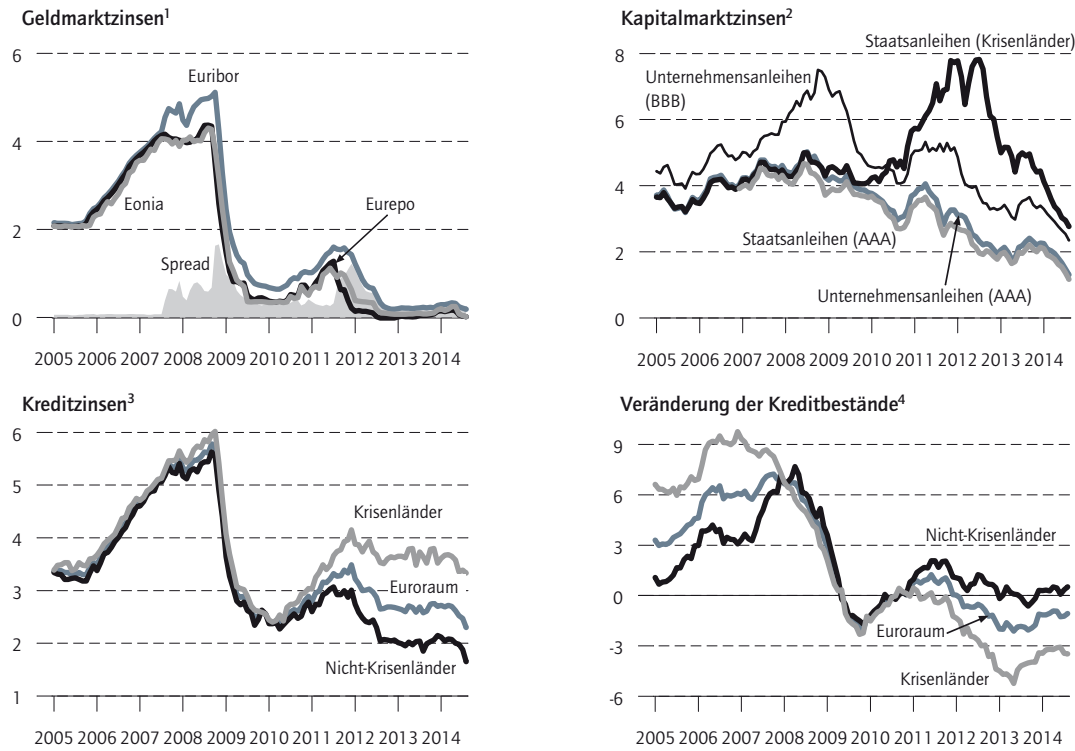 Geldmarktzinsen¹
6
4
2
0
Euribor
Eonia
Eurepo
Spread
2005 2006 2007 2008 2009 2010 2011 2012 2013 2014
Kapitalmarktzinsen²
8
6
4
2
0
Staatsanleihen (Krisenländer)
Unternehmensanleihen
(BBB)
Staatsanleihen (AAA)
Unternehmensanleihen (AAA)
2005 2006 2007 2008 2009 2010 2011 2012 2013 2014
Kreditzinsen³
6
5
4
3
2
1
Krisenländer
Euroraum
Nicht-Krisenländer
2005 2006 2007 2008 2009 2010 2011 2012 2013 2014
Veränderung der Kreditbestände⁴
9
6
3
0
-3
-6
Nicht-Krisenländer
Euroraum
Krisenländer
2005 2006 2007 2008 2009 2010 2011 2012 2013 2014